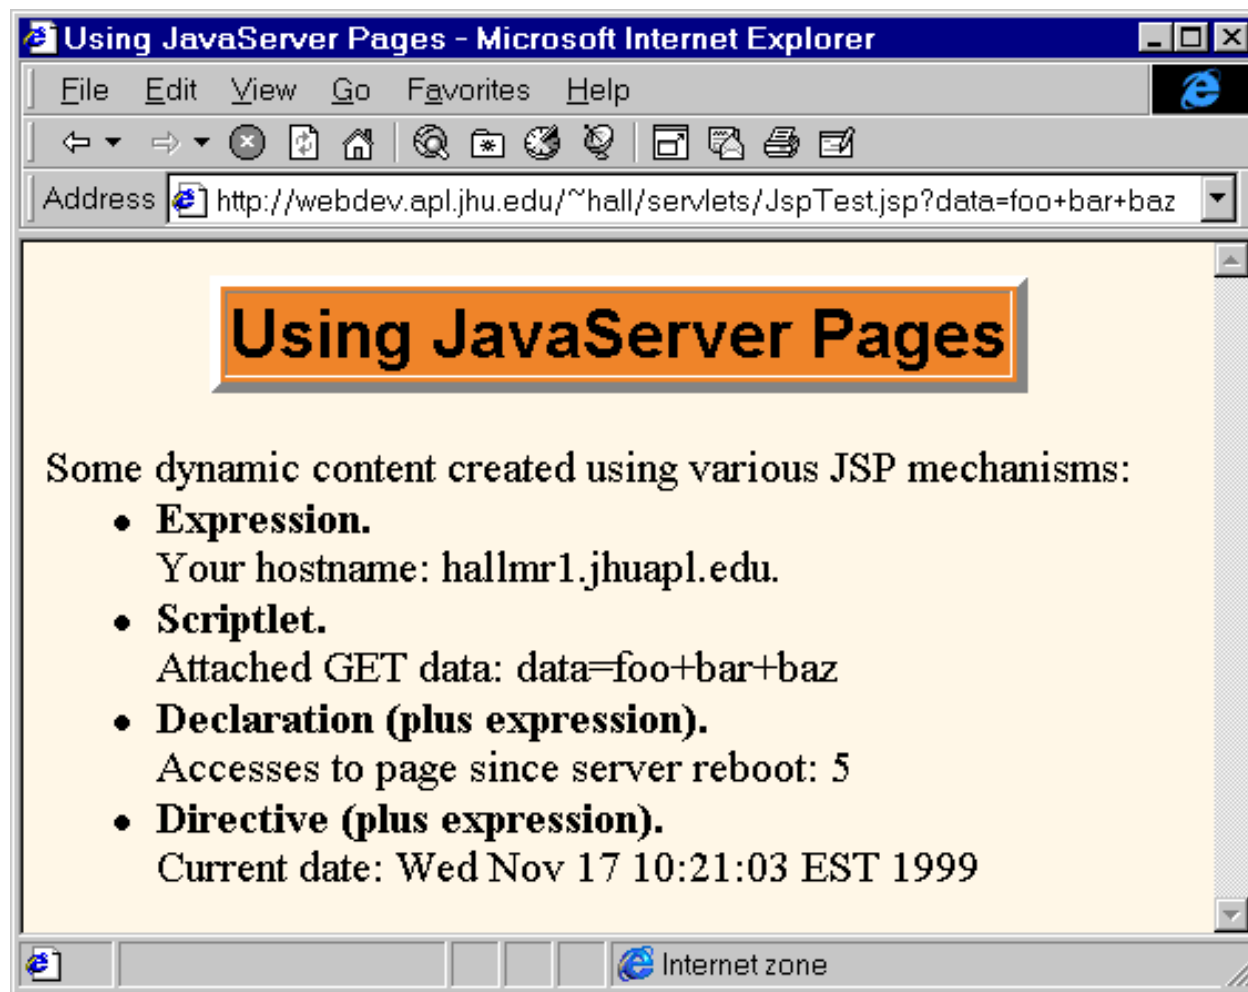 Using JavaServer Pages - Microsoft Internet Explorer
File Edit View Go Favorites Help
Address http://webdev.apl.jhu.edu/~hall/servlets/JspTest.jsp?data=foo+bar+baz
Using JavaServer Pages
Some dynamic content created using various JSP mechanisms:
• Expression.
Your hostname: hallmr1.jhuapl.edu.
• Scriptlet.
Attached GET data: data=foo+bar+baz
• Declaration (plus expression).
Accesses to page since server reboot: 5
• Directive (plus expression).
Current date: Wed Nov 17 10:21:03 EST 1999
Internet zone